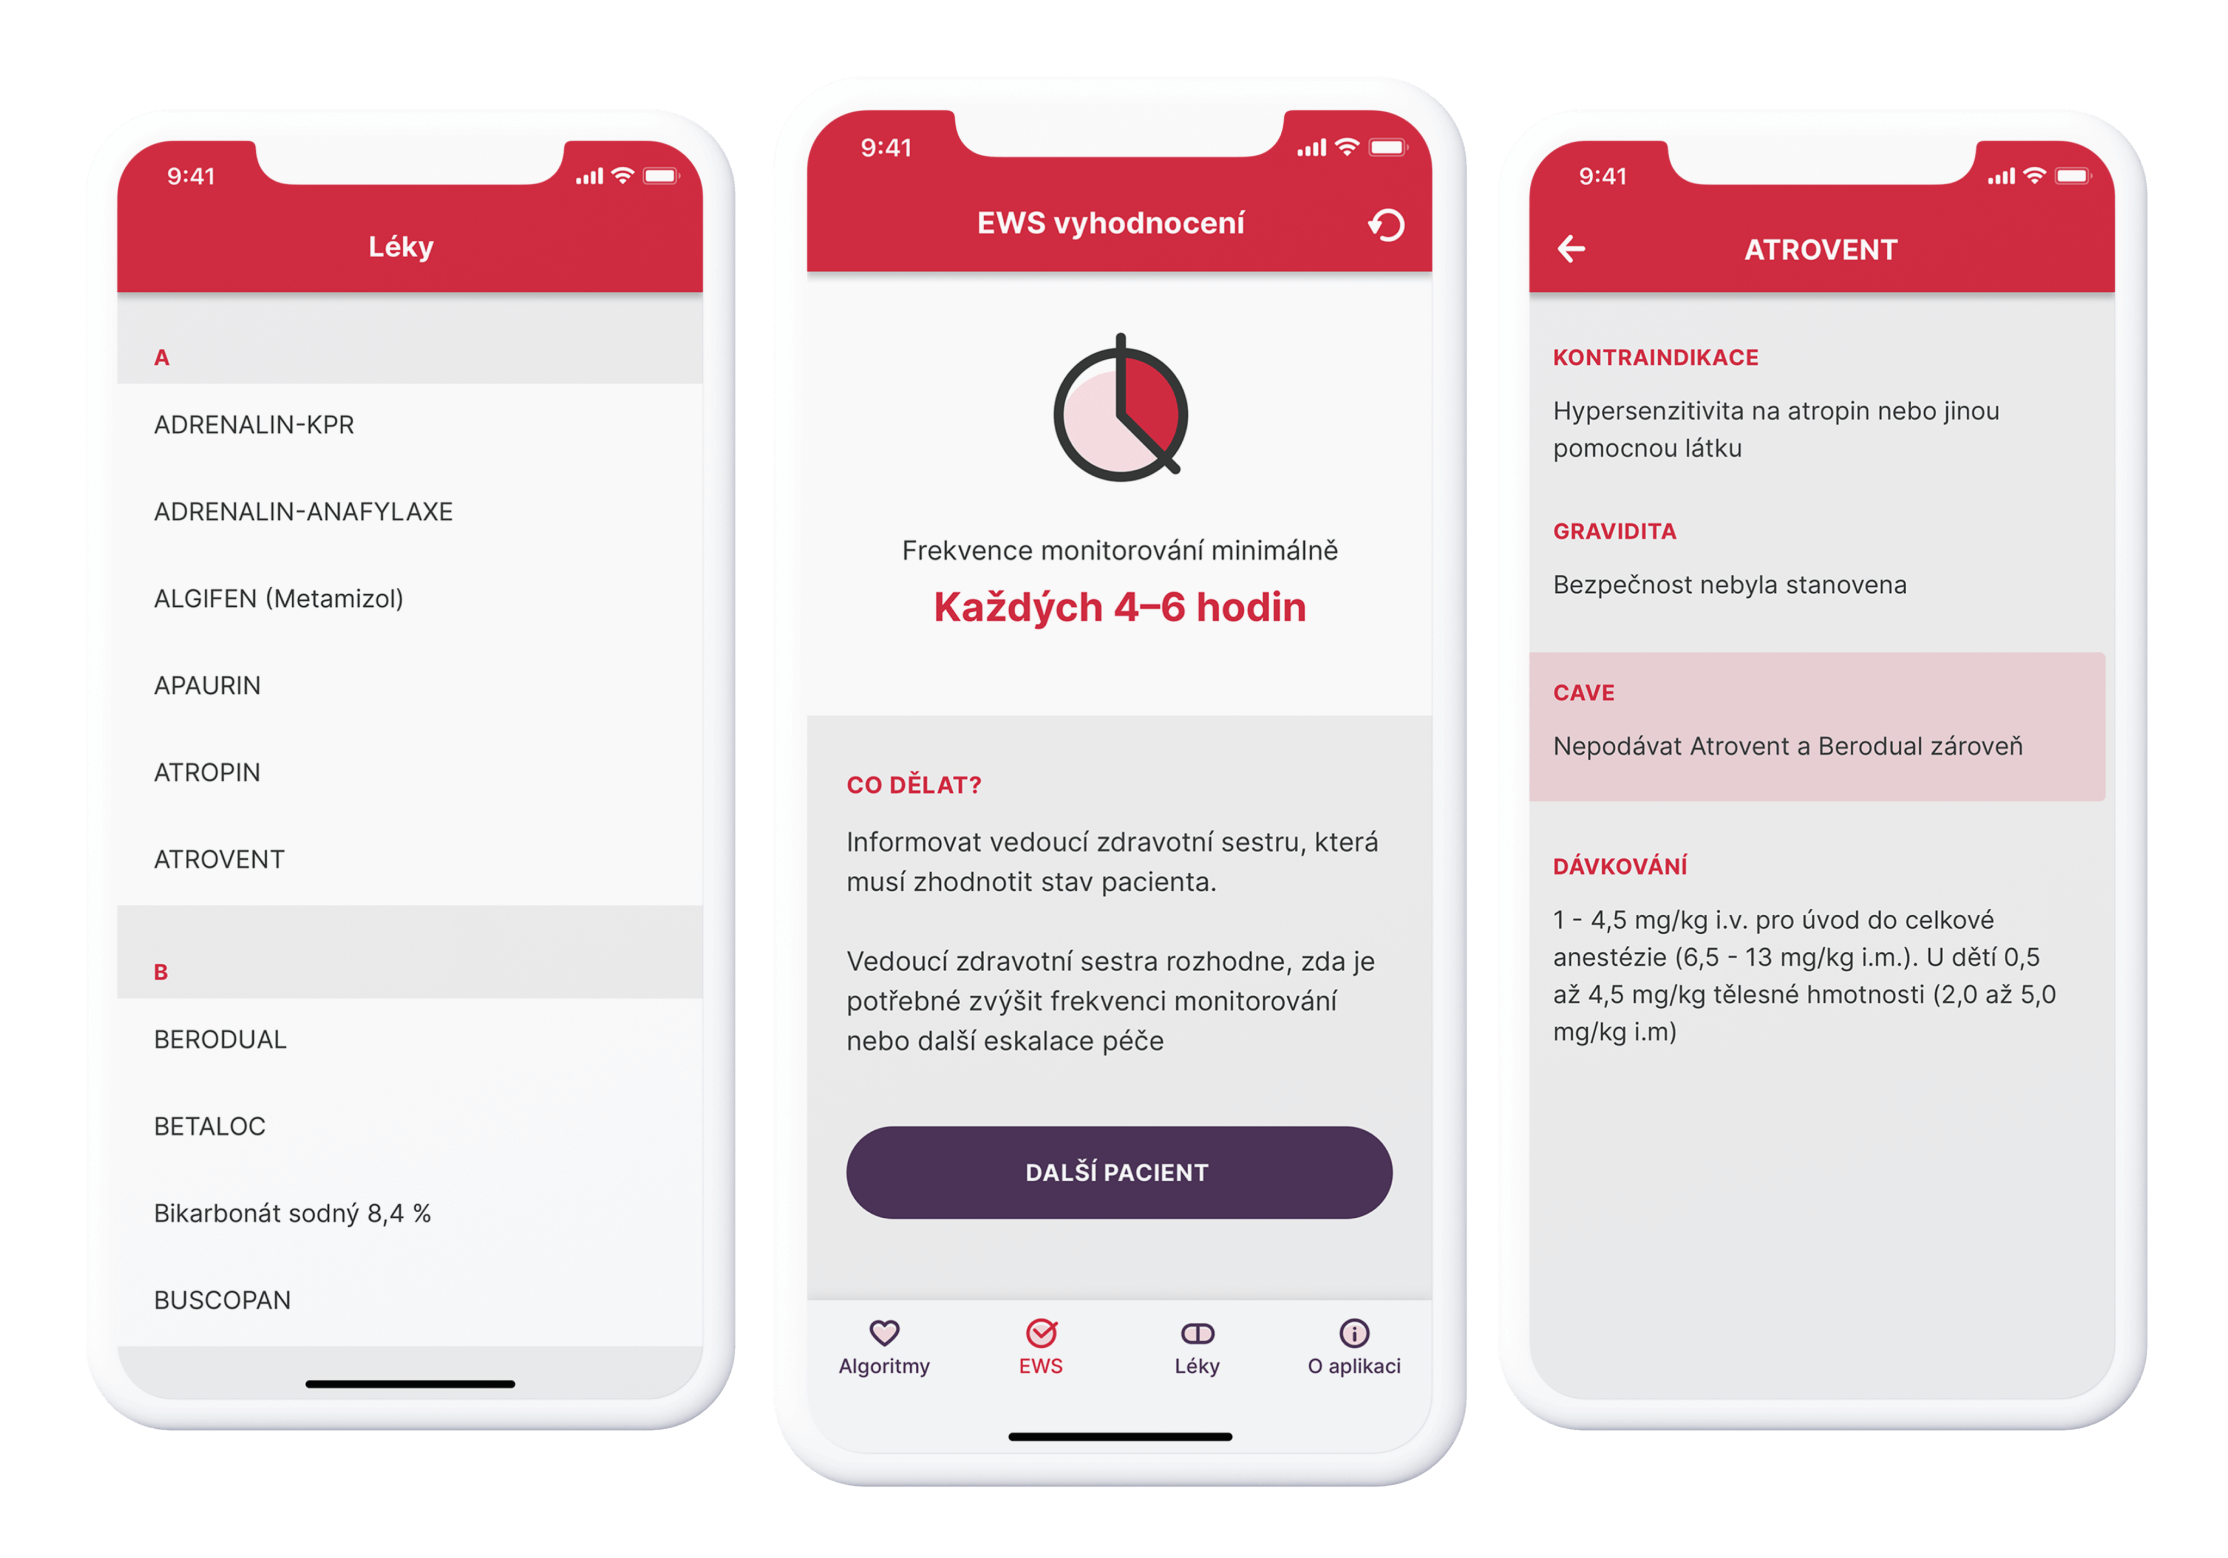 9:41
Léky
A
ADRENALIN-KPR
ADRENALIN-ANAFYLAXE
ALGIFEN (Metamizol)
APAURIN
ATROPIN
ATROVENT
B
BERODUAL
BETALOC
Bikarbonát sodný 8,4 %
BUSCOPAN
9:41
EWS vyhodnocení
Frekvence monitorování minimálně
Každých 4–6 hodin
CO DĚLAT?
Informovat vedoucí zdravotní sestru, která
musí zhodnotit stav pacienta.
Vedoucí zdravotní sestra rozhodne, zda je
potřebné zvýšit frekvenci monitorování
nebo další eskalace péče
DALŠÍ PACIENT
Algoritmy
EWS
Léky
O aplikaci
9:41
ATROVENT
KONTRAINDIKACE
Hypersenzitivita na atropin nebo jinou
pomocnou látku
GRAVIDITA
Bezpečnost nebyla stanovena
CAVE
Nepodávat Atrovent a Berodual zároveň
DÁVKOVÁNÍ
1 - 4,5 mg/kg i.v. pro úvod do celkové
anestézie (6,5 - 13 mg/kg i.m.). U dětí 0,5
až 4,5 mg/kg tělesné hmotnosti (2,0 až 5,0
mg/kg i.m)